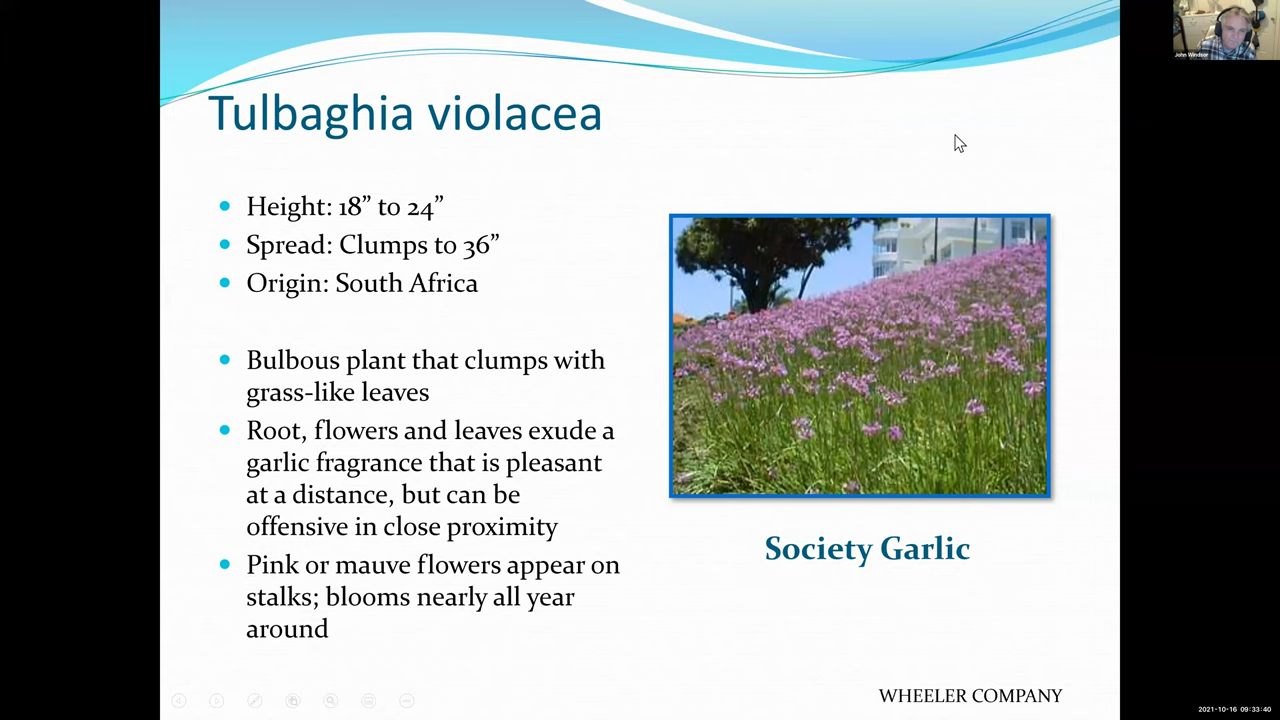 John Windsor
Tulbaghia violacea
Height: 18” to 24”
Spread: Clumps to 36”
Origin: South Africa
Bulbous plant that clumps with
grass-like leaves
Root, flowers and leaves exude a
garlic fragrance that is pleasant
at a distance, but can be
offensive in close proximity
Pink or mauve flowers appear on
stalks; blooms nearly all year
around
Society Garlic
WHEELER COMPANY
2021-10-16 09:33:40